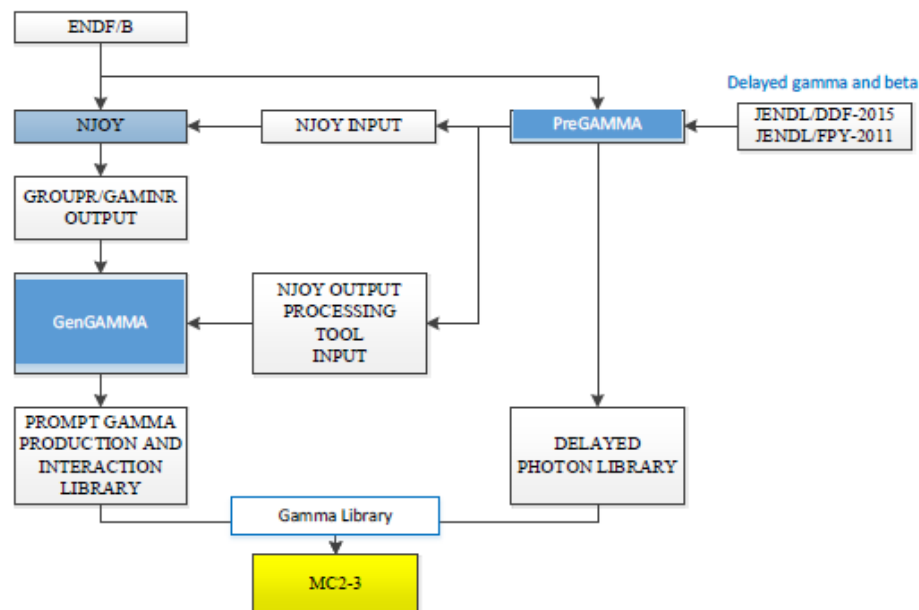 ENDF/B
Delayed gamma and beta
NJOY
NJOY INPUT
PreGAMMA
JENDL/DDF-2015
JENDL/FPY-2011
GROUPR/GAMINR
OUTPUT
GenGAMMA
NJOY OUTPUT
PROCESSING
TOOL
INPUT
PROMPT GAMMA
PRODUCTION AND
INTERACTION
LIBRARY
DELAYED
PHOTON LIBRARY
Gamma Library
MC2-3